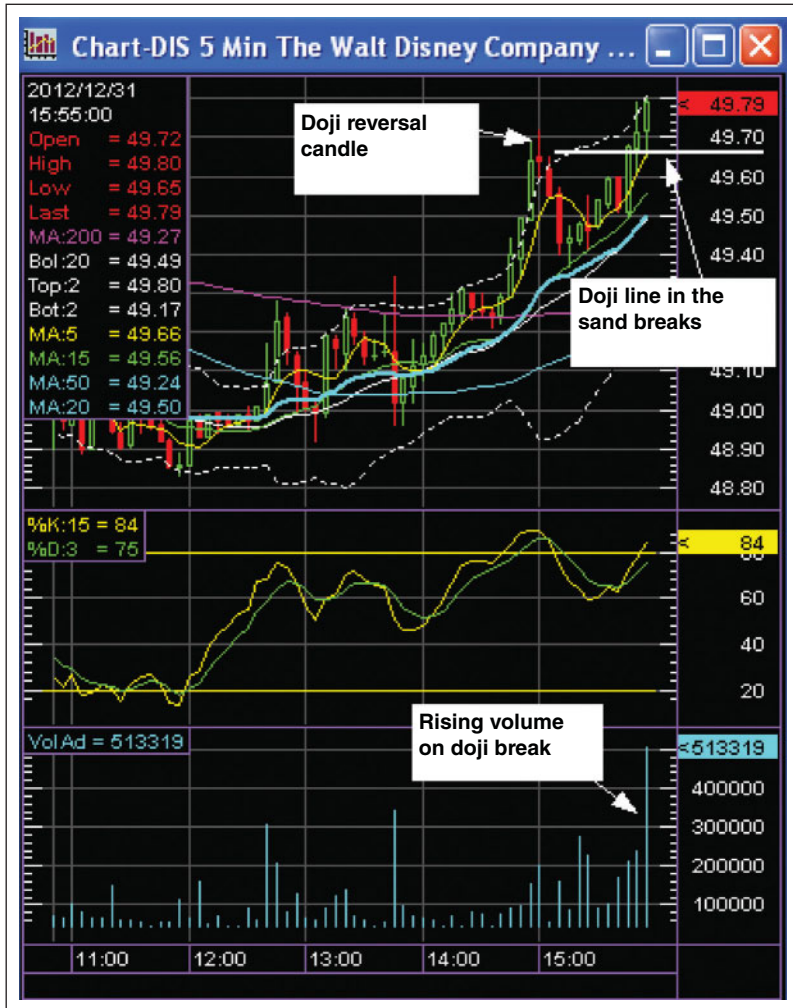 Chart-DIS 5 Min The Walt Disney Company ...
2012/12/31
15:55:00
Open = 49.72
High = 49.80
Low = 49.65
Last = 49.79
MA:200 = 49.27
Bol:20 = 49.49
Top:2 = 49.80
Bot:2 = 49.17
MA:5 = 49.66
MA:15 = 49.56
MA:50 = 49.24
MA:20 = 49.50
Doji reversal
candle
< 49.79
49.70
49.60
49.50
49.40
Doji line in the
sand breaks
49.10
49.00
48.90
48.80
%K:15 = 84
%D:3 = 75
< 84
80
60
40
20
Rising volume
on doji break
VolAd = 513319
<513319
400000
300000
200000
100000
11:00 12:00 13:00 14:00 15:00